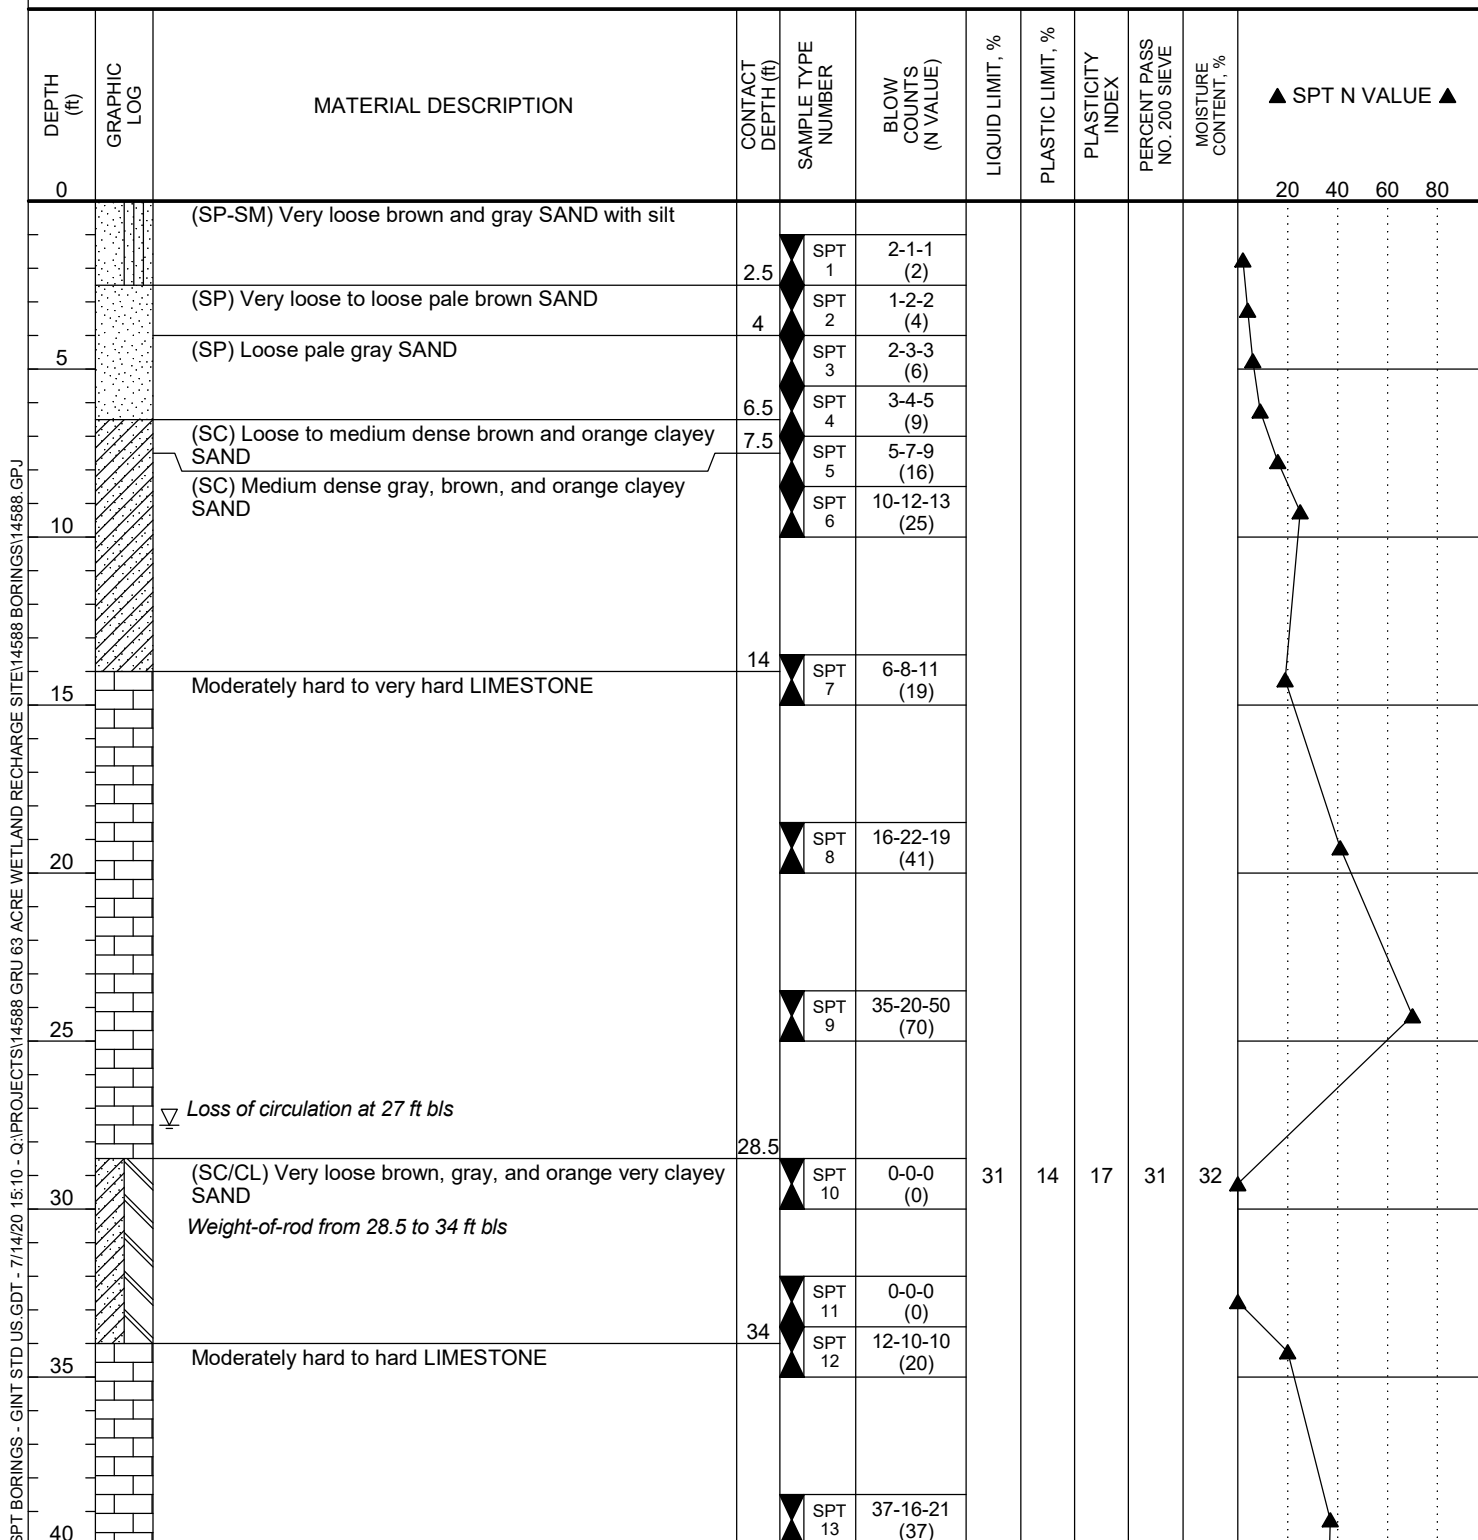 DEPTH
(ft)
GRAPHIC
LOG
MATERIAL DESCRIPTION
CONTACT
DEPTH (ft)
SAMPLE TYPE
NUMBER
BLOW
COUNTS
(N VALUE)
LIQUID LIMIT, %
PLASTIC LIMIT, %
PLASTICITY
INDEX
PERCENT PASS
NO. 200 SIEVE
MOISTURE
CONTENT, %
▲ SPT N VALUE ▲
0
20 40 60 80
(SP-SM) Very loose brown and gray SAND with silt
2.5
SPT
1
2-1-1
(2)
(SP) Very loose to loose pale brown SAND
4
SPT
2
1-2-2
(4)
5
(SP) Loose pale gray SAND
6.5
SPT
3
2-3-3
(6)
SPT
4
3-4-5
(9)
(SC) Loose to medium dense brown and orange clayey
SAND
7.5
SPT
5
5-7-9
(16)
(SC) Medium dense gray, brown, and orange clayey
SAND
SPT
6
10-12-13
(25)
10
14
SPT
7
6-8-11
(19)
15
Moderately hard to very hard LIMESTONE
SPT
8
16-22-19
(41)
20
SPT
9
35-20-50
(70)
25
Loss of circulation at 27 ft bls
28.5
(SC/CL) Very loose brown, gray, and orange very clayey
SAND
SPT
10
0-0-0
(0)
31 14 17 31 32
30
Weight-of-rod from 28.5 to 34 ft bls
SPT
11
0-0-0
(0)
34
SPT
12
12-10-10
(20)
35
Moderately hard to hard LIMESTONE
SPT
13
37-16-21
(37)
40
SPT BORINGS - GINT STD US.GDT - 7/14/20 15:10 - Q:\PROJECTS\14588 GRU 63 ACRE WETLAND RECHARGE SITE\14588 BORINGS\14588.GPJ